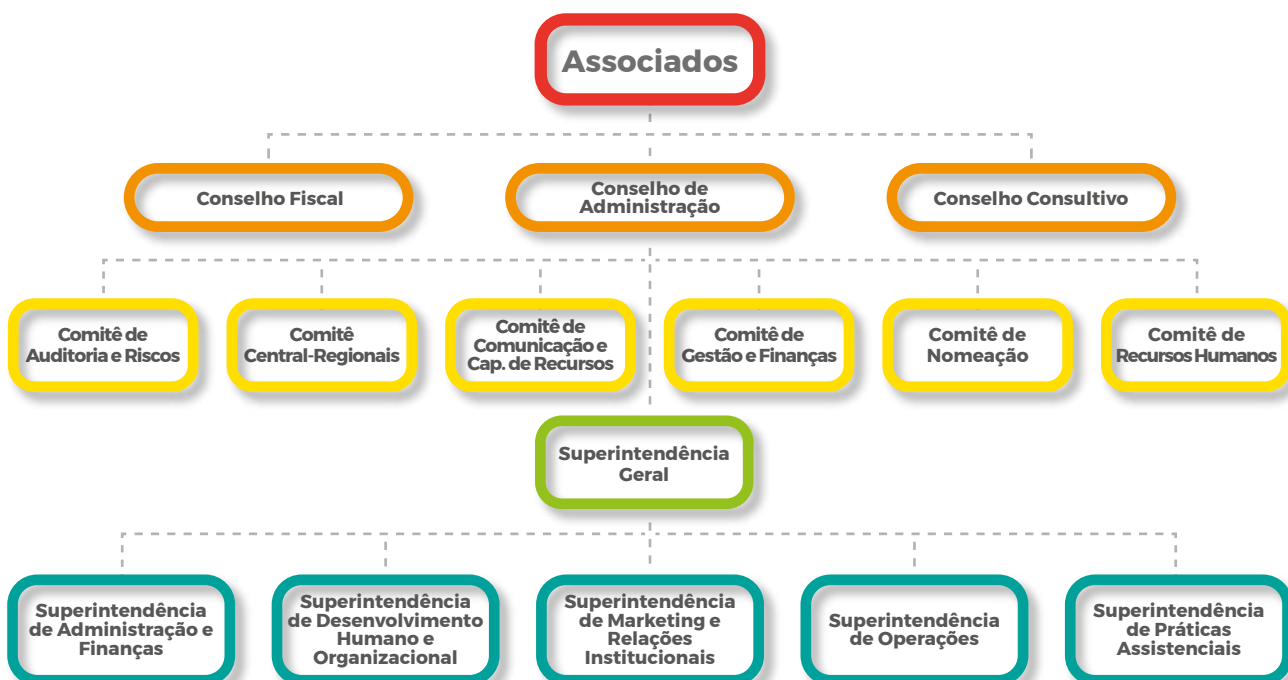 Associados
Conselho Fiscal
Conselho de
Administração
Conselho Consultivo
Comitê de
Auditoria e Riscos
Comitê
Central-Regionais
Comitê de
Comunicação e
Cap. de Recursos
Comitê de
Gestão e Finanças
Comitê de
Nomeação
Comitê de
Recursos Humanos
Superintendência
Geral
Superintendência
de Administração e
Finanças
Superintendência
de Desenvolvimento
Humano e
Organizacional
Superintendência
de Marketing e
Relações
Institucionais
Superintendência
de Operações
Superintendência
de Práticas
Assistenciais